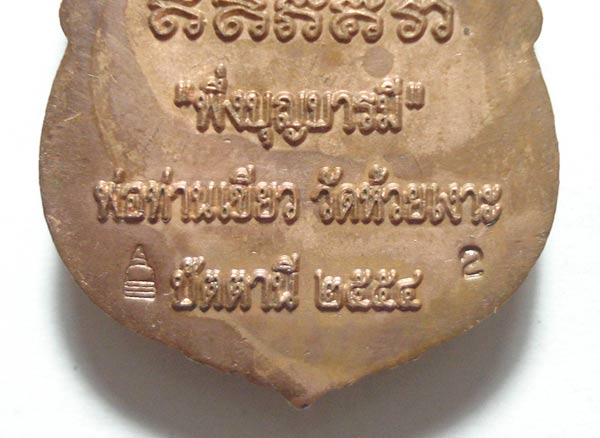 "พึ่งบุญบารมี"
พ่อท่านเขียว วัดห้วยเงาะ
ปัตตานี ๒๕๕๔